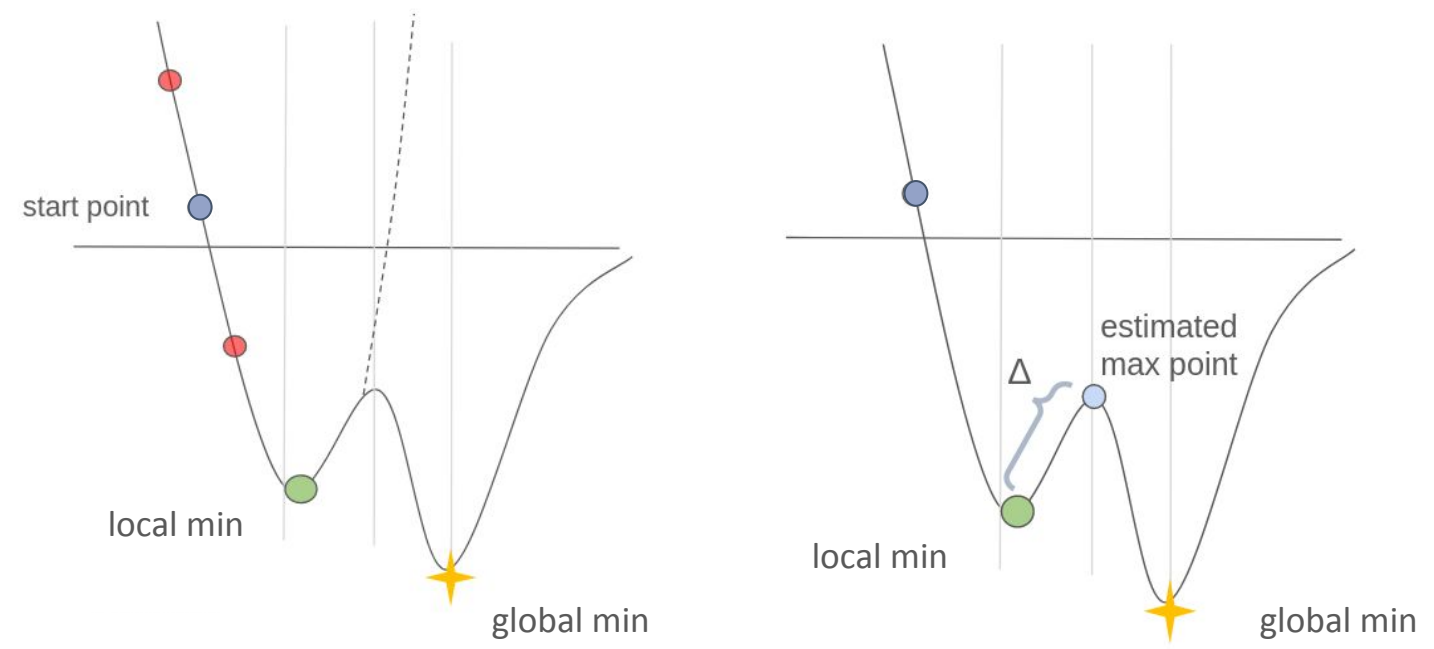 start point
local min
global min
estimated
max point
Δ
local min
global min